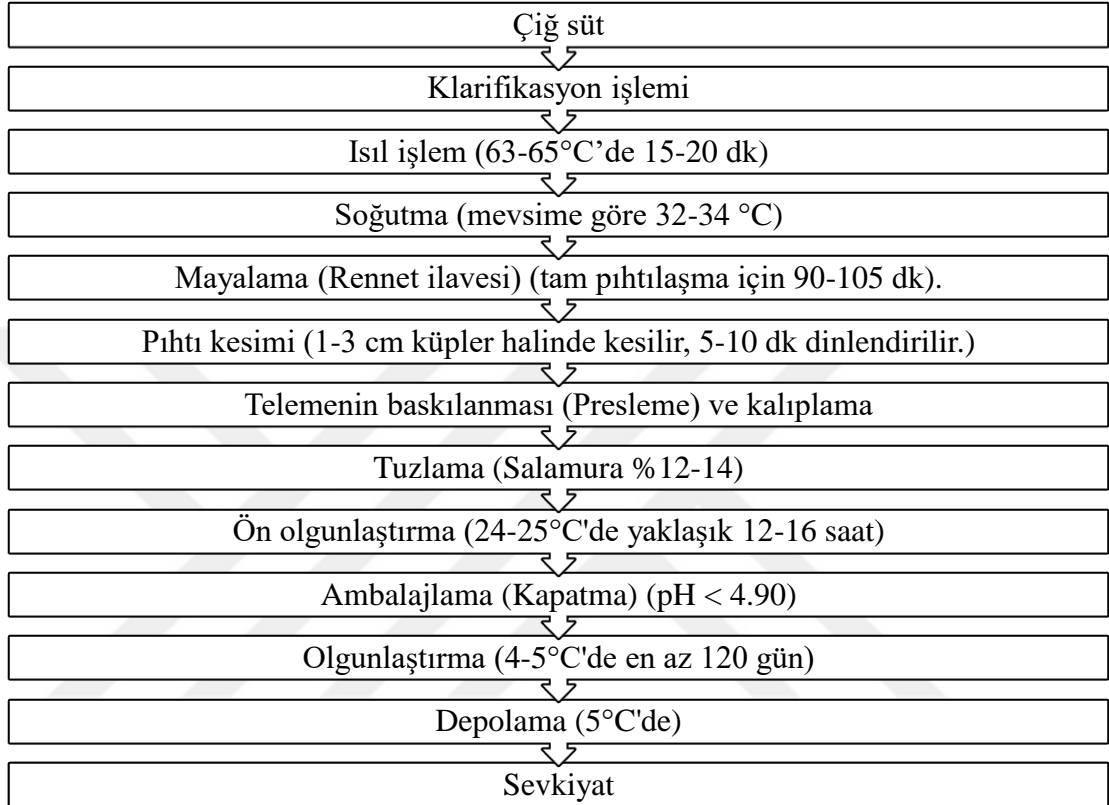 Çiğ süt
Klarifikasyon işlemi
Isıl işlem (63-65°C’de 15-20 dk)
Soğutma (mevsime göre 32-34 °C)
Mayalama (Rennet ilavesi) (tam pıhtılaşma için 90-105 dk).
Pıhtı kesimi (1-3 cm küpler halinde kesilir, 5-10 dk dinlendirilir.)
Telemenin baskılanması (Presleme) ve kalıplama
Tuzlama (Salamura %12-14)
Ön olgunlaştırma (24-25°C'de yaklaşık 12-16 saat)
Ambalajlama (Kapatma) (pH < 4.90)
Olgunlaştırma (4-5°C'de en az 120 gün)
Depolama (5°C'de)
Sevkiyat